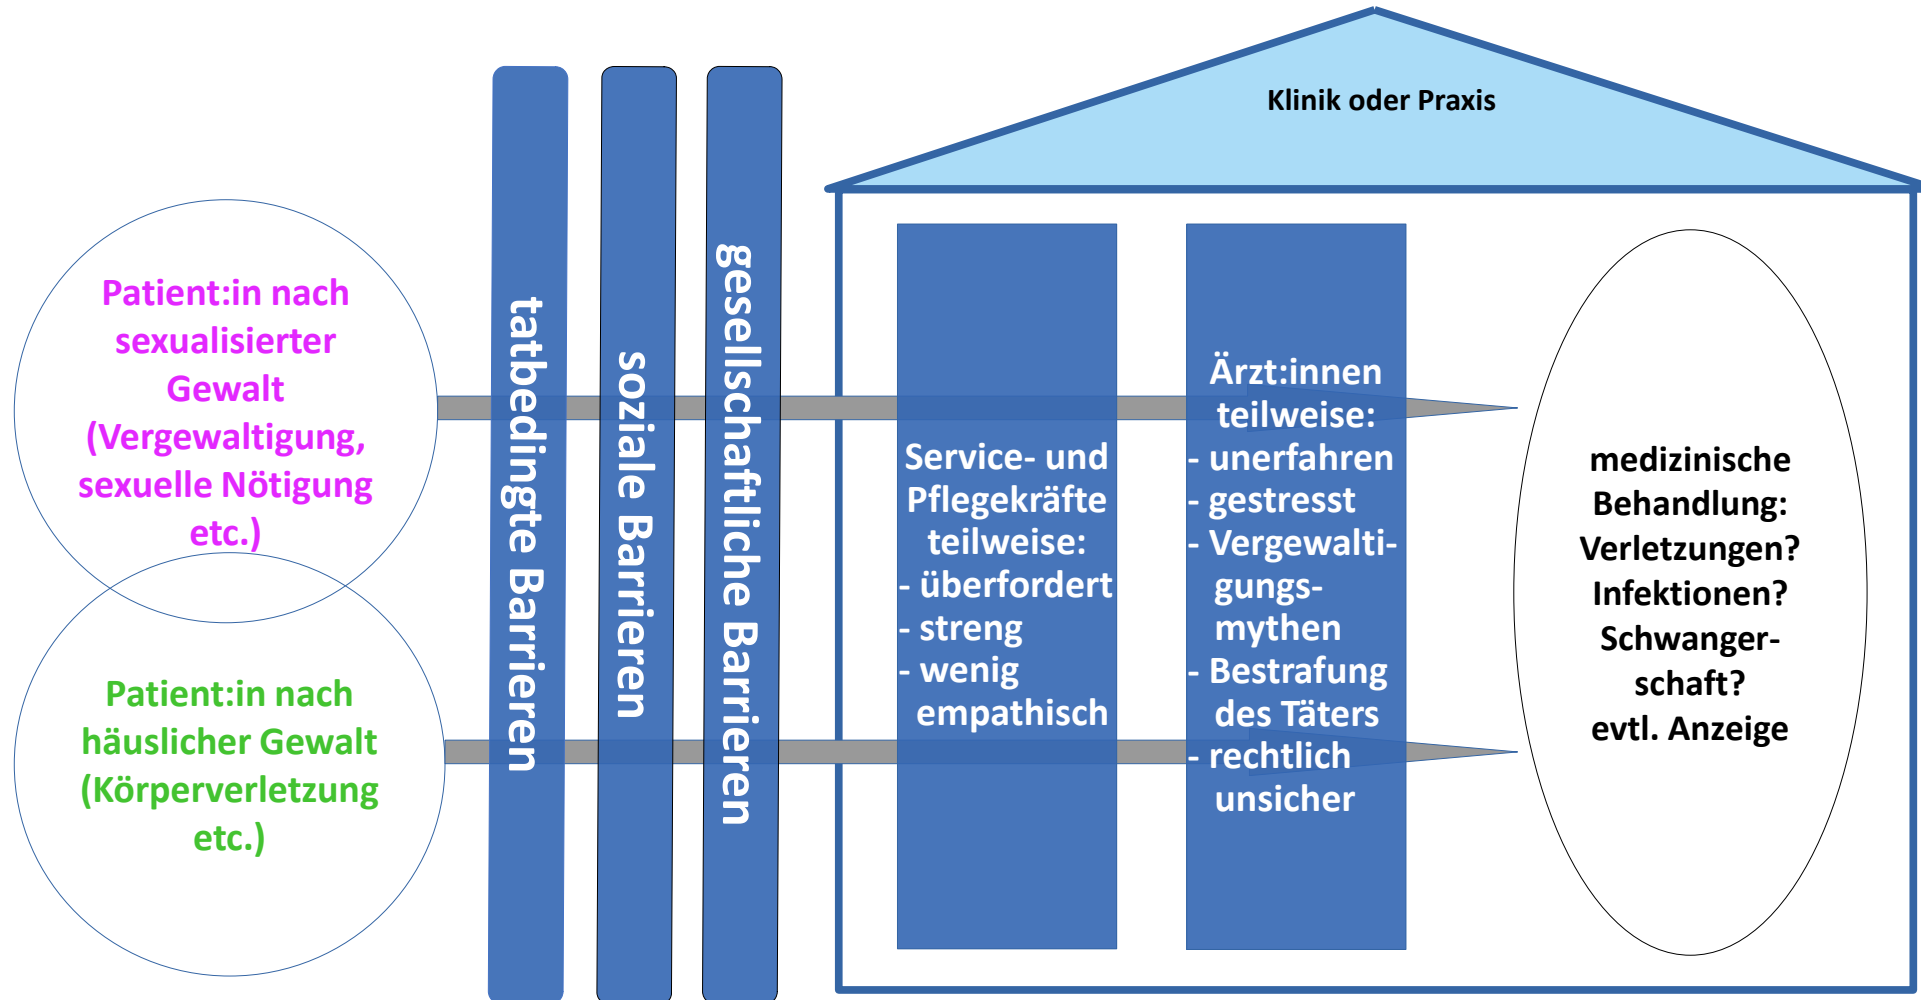 Klinik oder Praxis
Patient:in nach
sexualisierter
Gewalt
(Vergewaltigung,
sexuelle Nötigung
etc.)
Patient:in nach
häuslicher Gewalt
(Körperverletzung
etc.)
tatbedingte Barrieren
soziale Barrieren
gesellschaftliche Barrieren
Service- und
Pflegekräfte
teilweise:
- überfordert
- streng
- wenig
empathisch
Ärzt:innen
teilweise:
- unerfahren
- gestresst
- Vergewalti-
gungs-
mythen
- Bestrafung
des Täters
- rechtlich
unsicher
medizinische
Behandlung:
Verletzungen?
Infektionen?
Schwanger-
schaft?
evtl. Anzeige